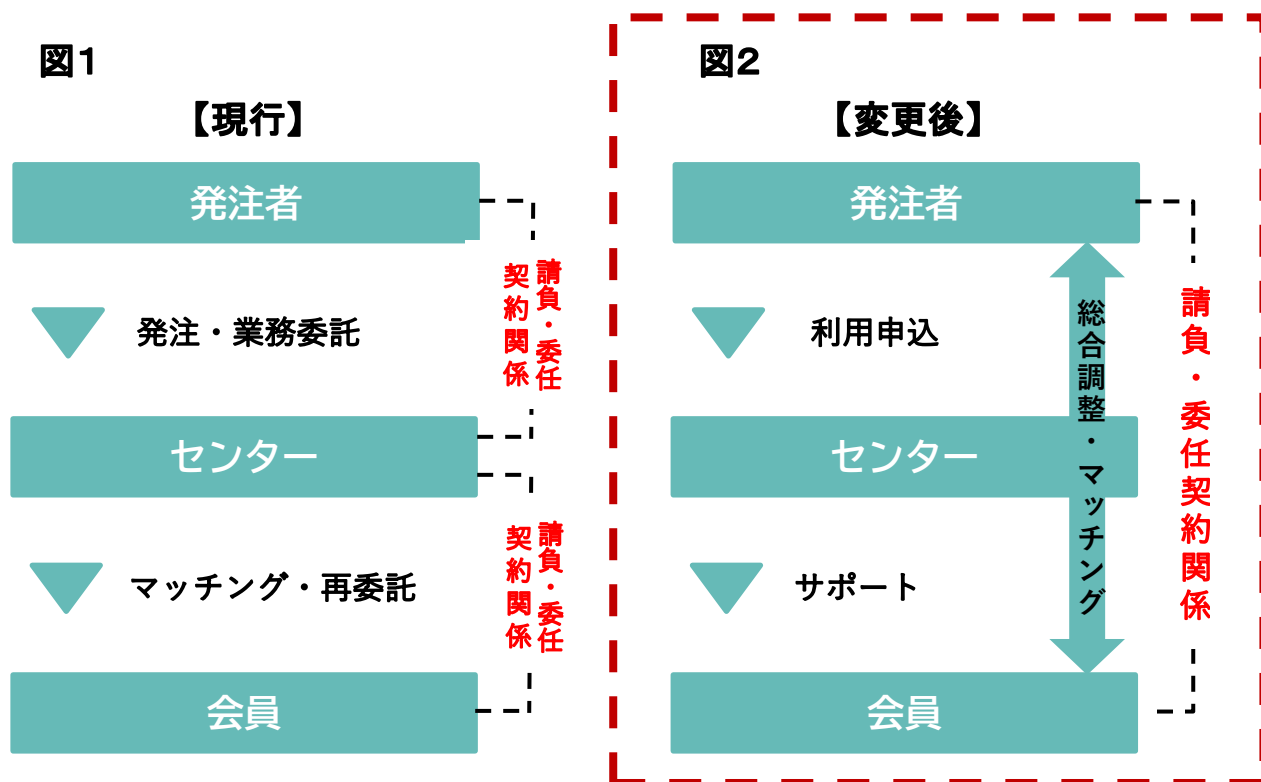 図1
【現行】
発注者
発注・業務委託
請負・委任
契約関係
センター
マッチング・再委託
請負・委任
契約関係
会員
図2
【変更後】
発注者
利用申込
センター
サポート
会員
総合調整・マッチング
請負・委任契約関係